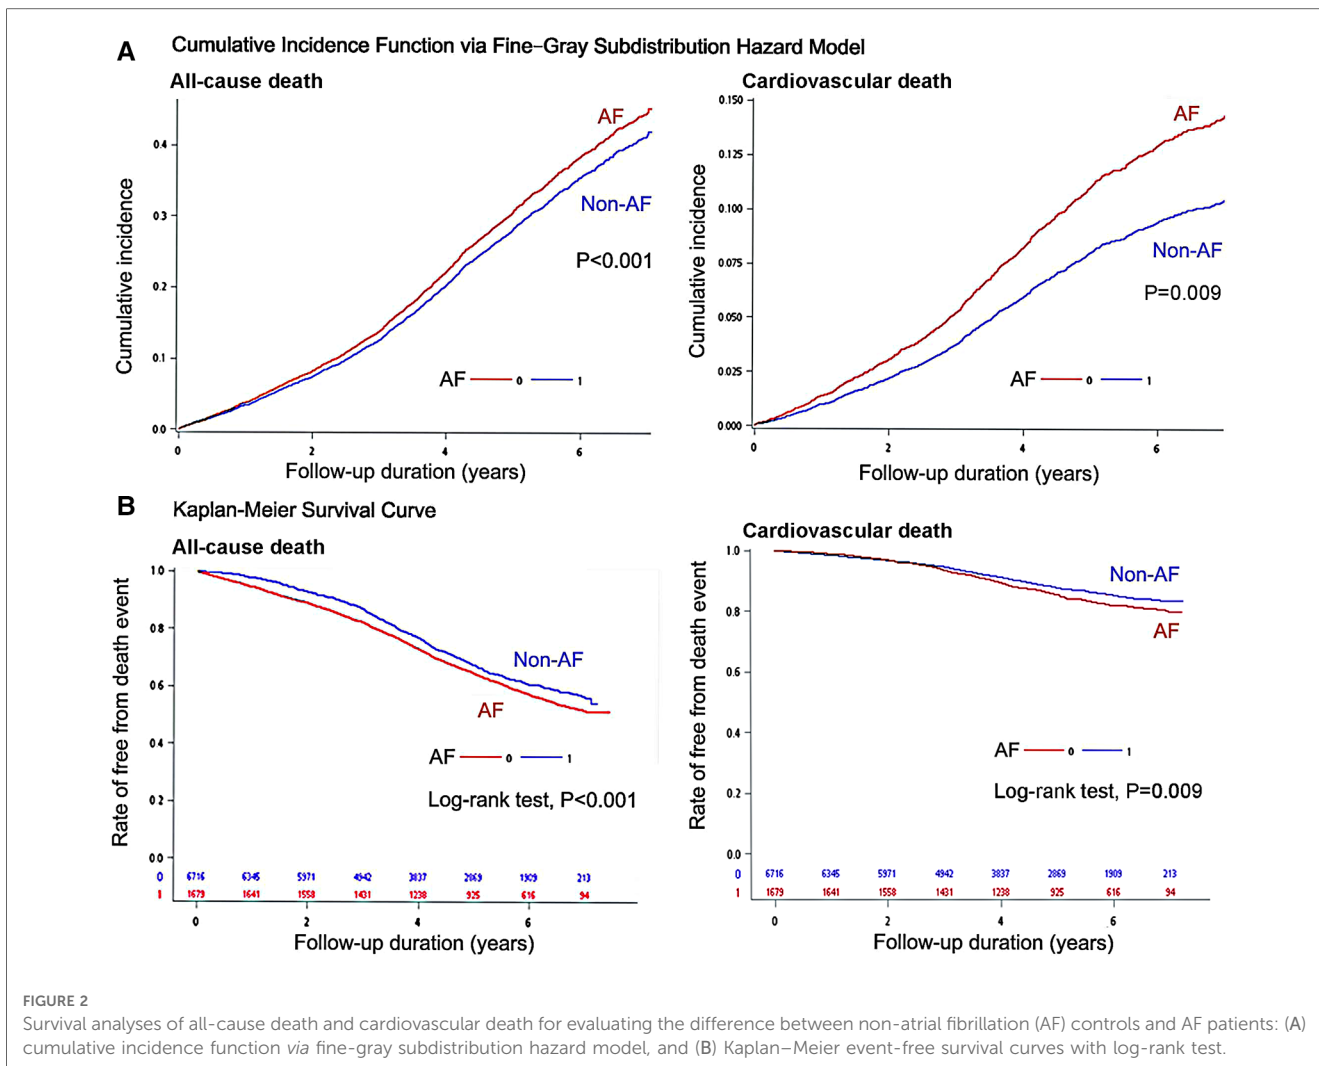 A Cumulative Incidence Function via Fine–Gray Subdistribution Hazard Model
All-cause death
Cumulative incidence
0.4
0.3
0.2
0.1
0.0
0 2 4 6
Follow-up duration (years)
AF
Non-AF
P<0.001
AF 0 1
Cardiovascular death
Cumulative incidence
0.150
0.125
0.100
0.075
0.050
0.025
0.000
0 2 4 6
Follow-up duration (years)
AF
Non-AF
P=0.009
AF 0 1
B Kaplan-Meier Survival Curve
All-cause death
Rate of free from death event
1.0
0.8
0.6
0.4
0.2
0.0
Non-AF
AF
AF 0 1
Log-rank test, P<0.001
0 6716 6345 5971 4942 3837 2869 1909 213
1 1679 1641 1558 1431 1238 925 616 94
0 2 4 6
Follow-up duration (years)
Cardiovascular death
Rate of free from death event
1.0
0.8
0.6
0.4
0.2
0.0
Non-AF
AF
AF 0 1
Log-rank test, P=0.009
0 6716 6345 5971 4942 3837 2869 1909 213
1 1679 1641 1558 1431 1238 925 616 94
0 2 4 6
Follow-up duration (years)
FIGURE 2
Survival analyses of all-cause death and cardiovascular death for evaluating the difference between non-atrial fibrillation (AF) controls and AF patients: (A)
cumulative incidence function via fine-gray subdistribution hazard model, and (B) Kaplan–Meier event-free survival curves with log-rank test.